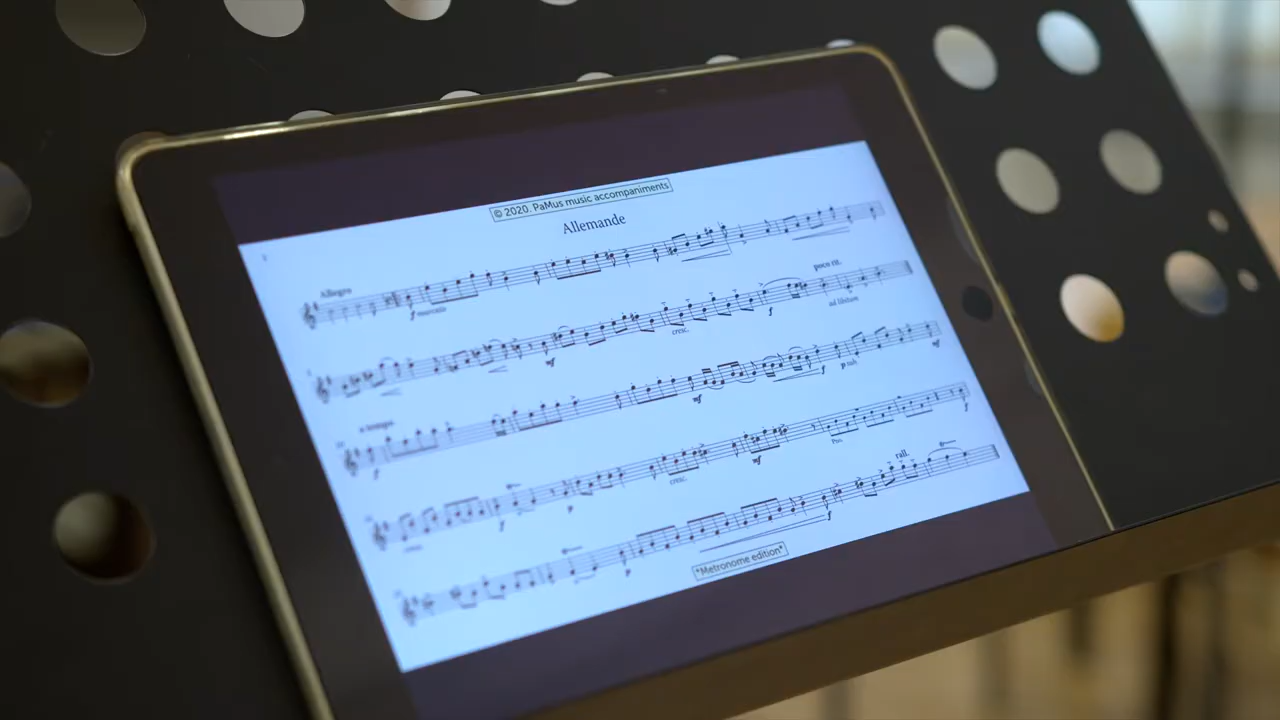 © 2020. PaMus music accompaniments
Allemande
Allegro
f marcato
poco rit.
cresc.
f
ad libitum
mf
a tempo
mf
f
p
mf
f
rall.
cresc.
mf
f
p
f
p
f
"Metronome edition"